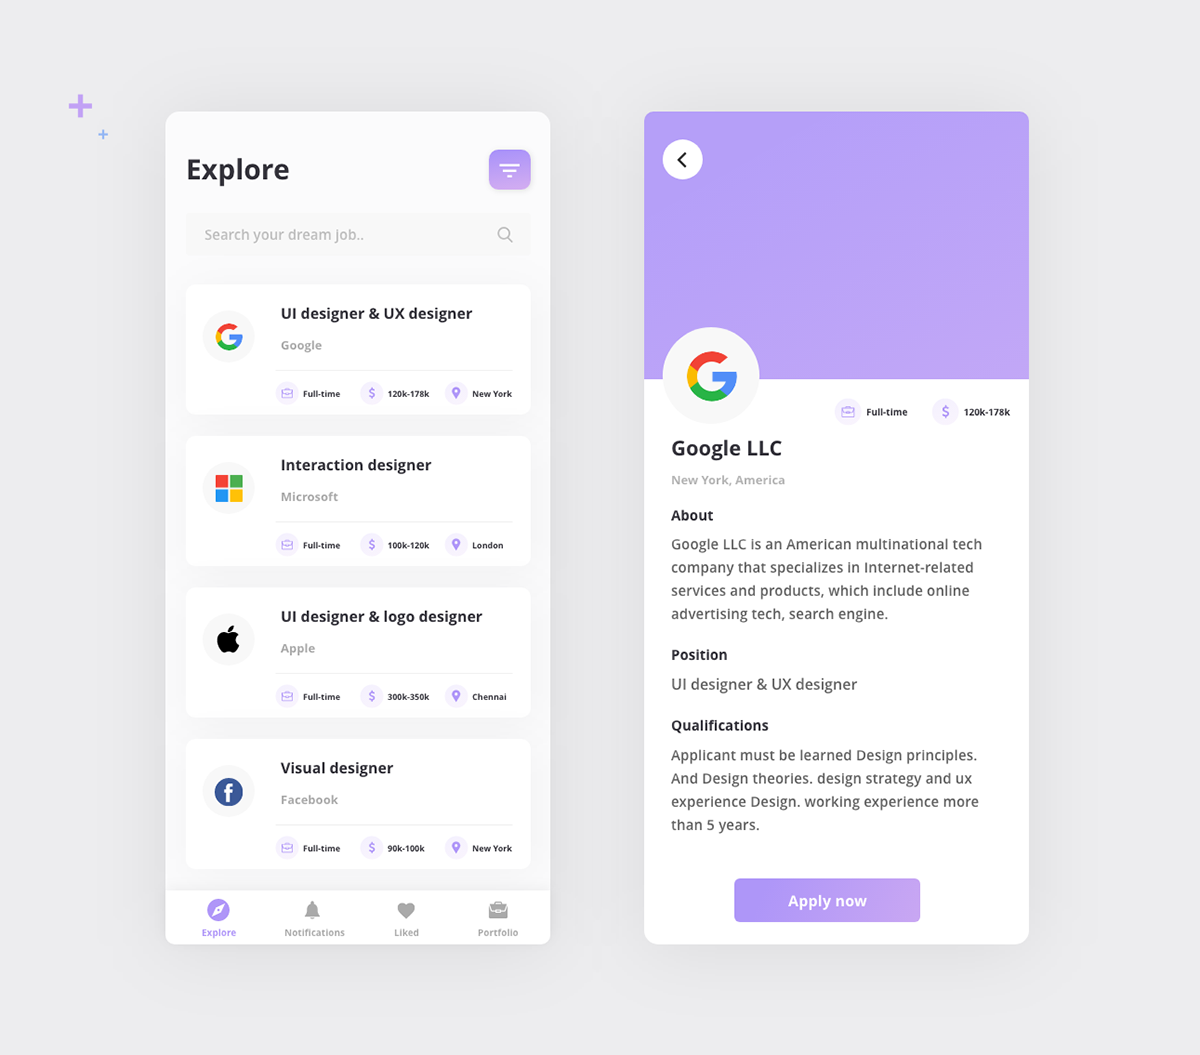 Explore
Search your dream job..
UI designer & UX designer
Google
Full-time
120k-178k
New York
Interaction designer
Microsoft
Full-time
100k-120k
London
UI designer & logo designer
Apple
Full-time
300k-350k
Chennai
Visual designer
Facebook
Full-time
90k-100k
New York
Explore
Notifications
Liked
Portfolio
Full-time
120k-178k
Google LLC
New York, America
About
Google LLC is an American multinational tech
company that specializes in Internet-related
services and products, which include online
advertising tech, search engine.
Position
UI designer & UX designer
Qualifications
Applicant must be learned Design principles.
And Design theories. design strategy and ux
experience Design. working experience more
than 5 years.
Apply now